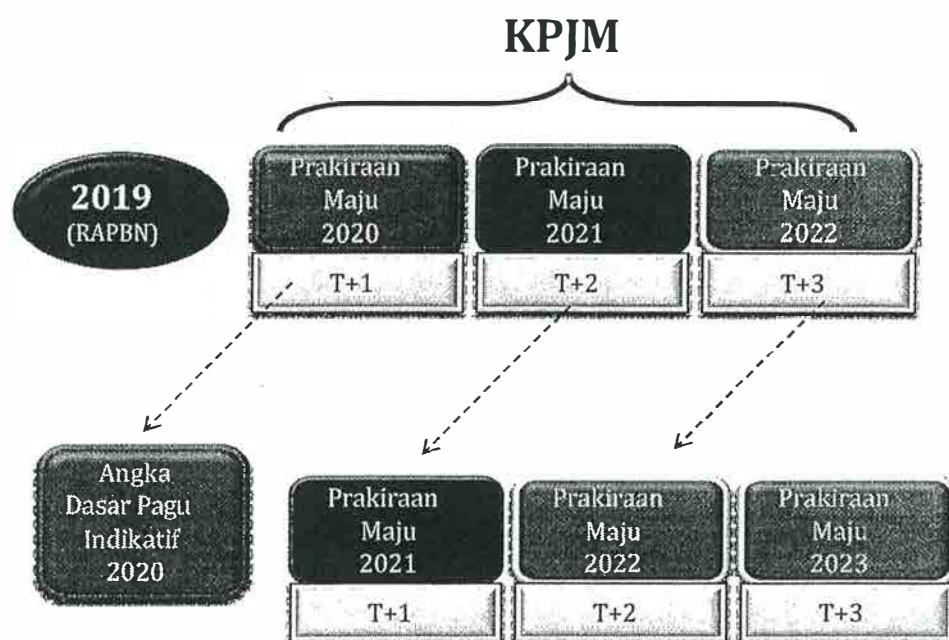 KPJM
2019
(RAPBN)
Prakiraan
Maju
2020
T+1
Prakiraan
Maju
2021
T+2
Prakiraan
Maju
2022
T+3
Angka
Dasar Pagu
Indikatif
2020
Prakiraan
Maju
2021
T+1
Prakiraan
Maju
2022
T+2
Prakiraan
Maju
2023
T+3